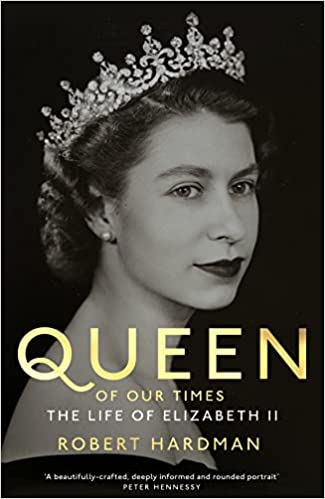 QUEEN
OF OUR TIMES
THE LIFE OF ELIZABETH II
ROBERT HARDMAN
'A beautifully-crafted, deeply informed and rounded portrait'
PETER HENNESSY